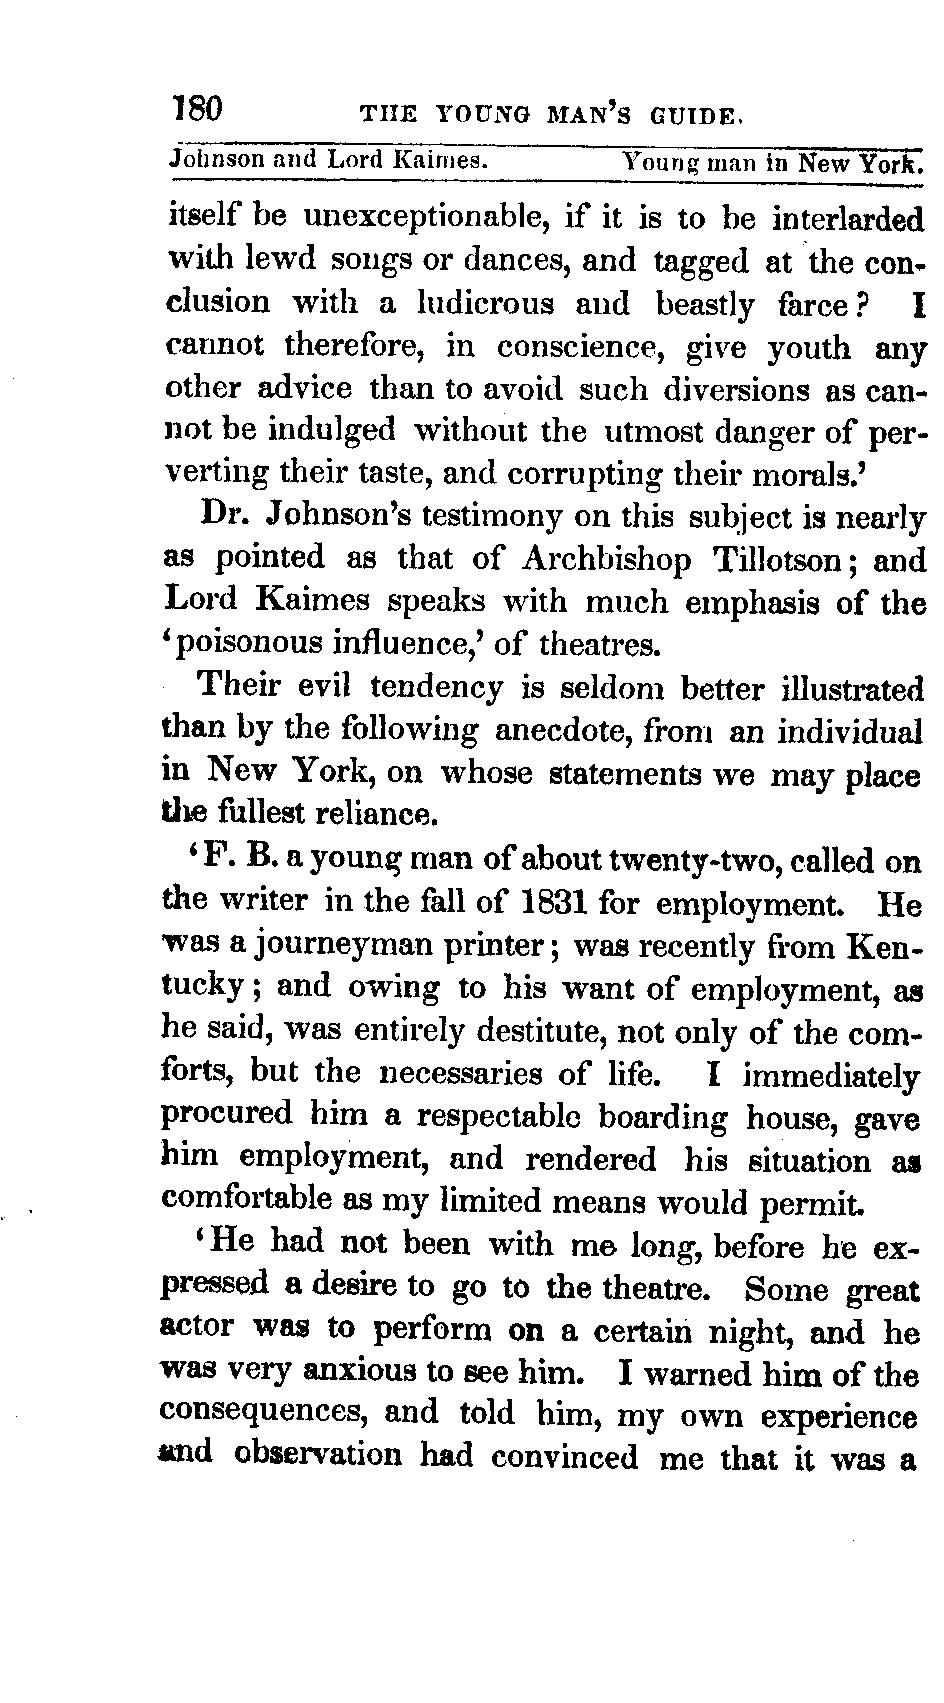 180 THE YOUNG MAN'S GUIDE.
Johnson and Lord Kaimes. Young man in New York.
itself be unexceptionable, if it is to be interlarded
with lewd songs or dances, and tagged at the con-
clusion with a ludicrous and beastly farce? I
cannot therefore, in conscience, give youth any
other advice than to avoid such diversions as can-
not be indulged without the utmost danger of per-
verting their taste, and corrupting their morals.'
Dr. Johnson's testimony on this subject is nearly
as pointed as that of Archbishop Tillotson; and
Lord Kaimes speaks with much emphasis of the
'poisonous influence,' of theatres.
Their evil tendency is seldom better illustrated
than by the following anecdote, from an individual
in New York, on whose statements we may place
the fullest reliance.
'F. B. a young man of about twenty-two, called on
the writer in the fall of 1831 for employment. He
was a journeyman printer; was recently from Ken-
tucky; and owing to his want of employment, as
he said, was entirely destitute, not only of the com-
forts, but the necessaries of life. I immediately
procured him a respectable boarding house, gave
him employment, and rendered his situation as
comfortable as my limited means would permit.
'He had not been with me long, before he ex-
pressed a desire to go to the theatre. Some great
actor was to perform on a certain night, and he
was very anxious to see him. I warned him of the
consequences, and told him, my own experience
and observation had convinced me that it was a